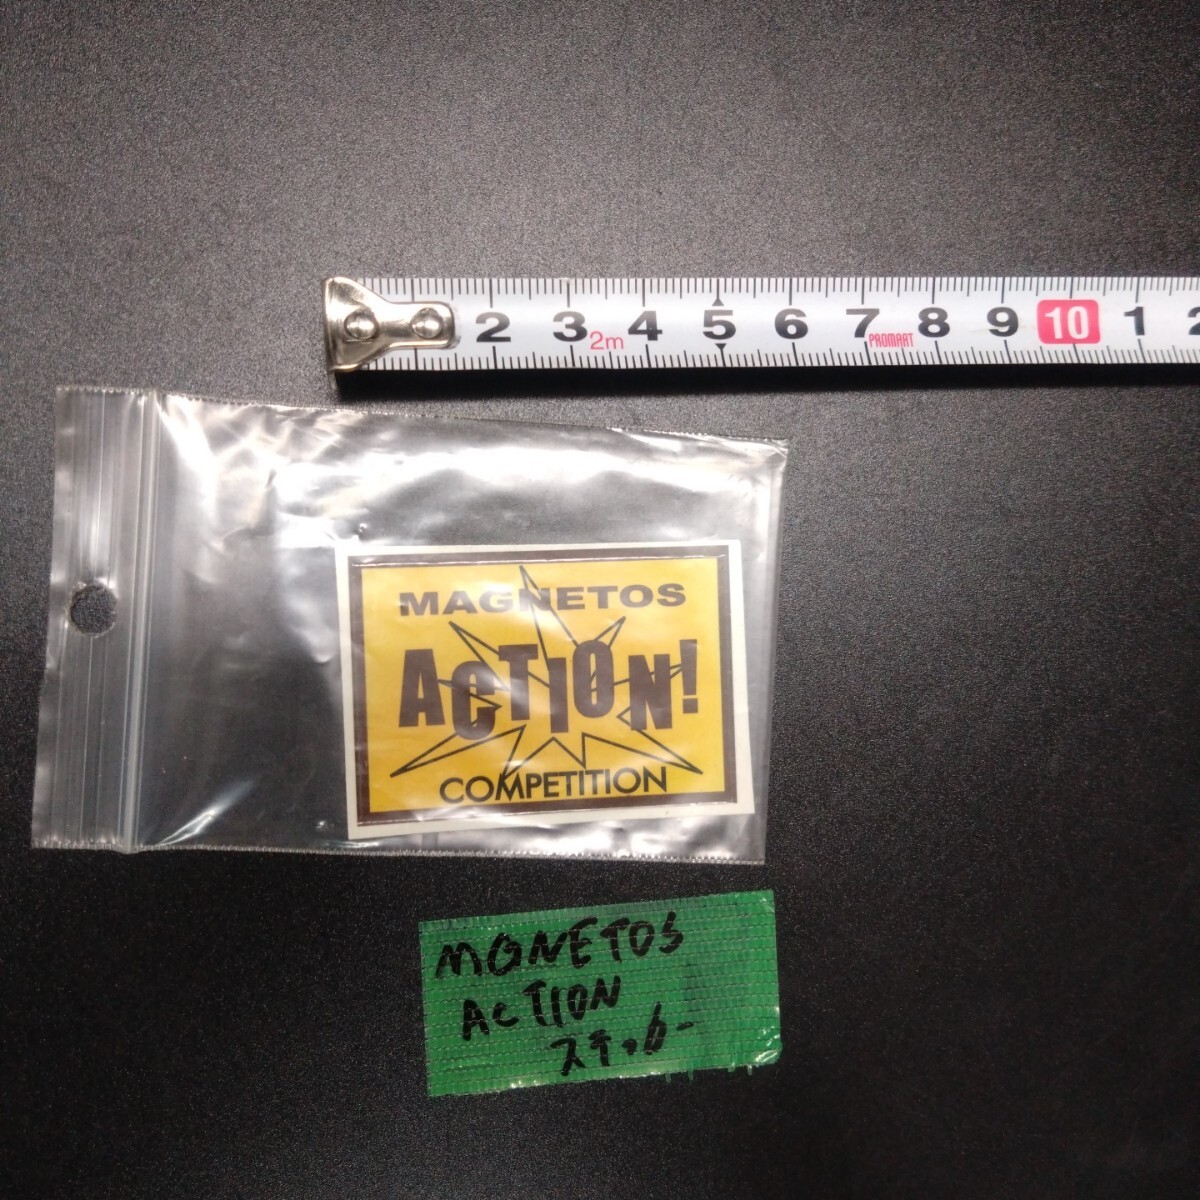 2 3 4 5 6 7 8 9 10 1 2
2m
PROMART
MAGNETOS
ACTION!
COMPETITION
MGNETOS
ACTION
ステッカー